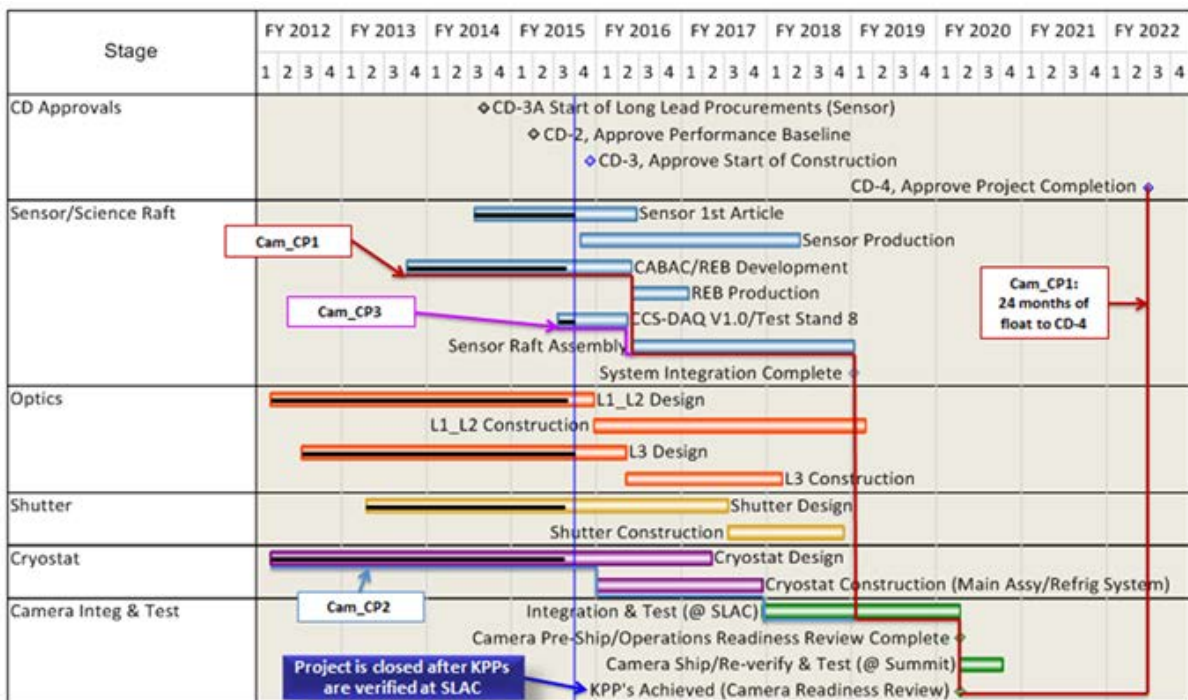 Stage
FY 2012 FY 2013 FY 2014 FY 2015 FY 2016 FY 2017 FY 2018 FY 2019 FY 2020 FY 2021 FY 2022
1 2 3 4 1 2 3 4 1 2 3 4 1 2 3 4 1 2 3 4 1 2 3 4 1 2 3 4 1 2 3 4 1 2 3 4 1 2 3 4 1 2 3 4
CD Approvals
CD-3A Start of Long Lead Procurements (Sensor)
CD-2, Approve Performance Baseline
CD-3, Approve Start of Construction
CD-4, Approve Project Completion
Sensor/Science Raft
Sensor 1st Article
Cam_CP1
Sensor Production
CABAC/REB Development
REB Production
Cam_CP1:
24 months of
float to CD-4
Cam_CP3
CCS-DAQ V1.0/Test Stand 8
Sensor Raft Assembly
System Integration Complete
Optics
L1_L2 Design
L1_L2 Construction
L3 Design
L3 Construction
Shutter
Shutter Design
Shutter Construction
Cryostat
Cryostat Design
Cryostat Construction (Main Assy/Refrig System)
Cam_CP2
Camera Integ & Test
Integration & Test (@ SLAC)
Camera Pre-Ship/Operations Readiness Review Complete
Camera Ship/Re-verify & Test (@ Summit)
Project is closed after KPPs
are verified at SLAC
KPP's Achieved (Camera Readiness Review)